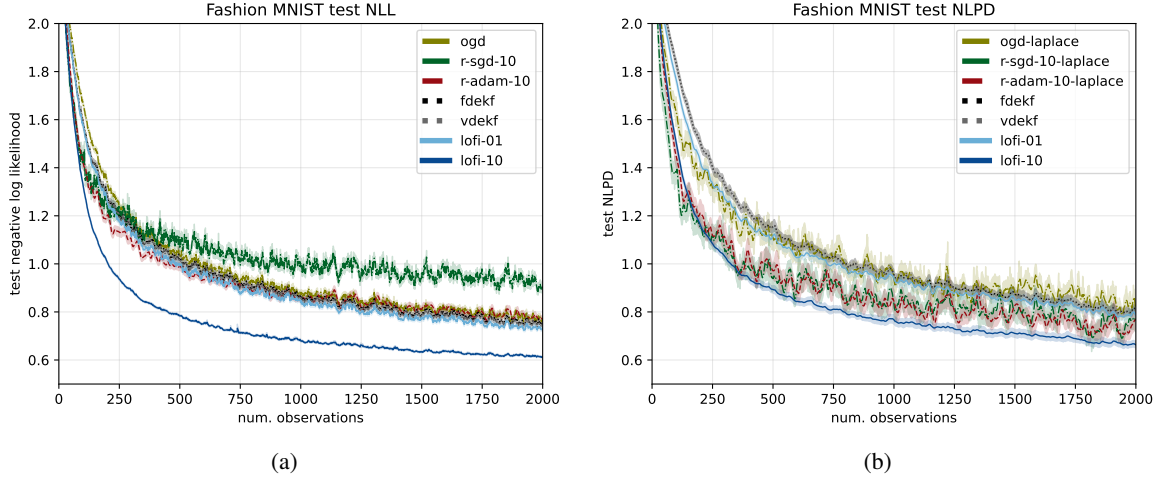 Fashion MNIST test NLL
test negative log likelihood
2.0
1.8
1.6
1.4
1.2
1.0
0.8
0.6
ogd
r-sgd-10
r-adam-10
fdekf
vdekf
lofi-01
lofi-10
0 250 500 750 1000 1250 1500 1750 2000
num. observations
(a)
Fashion MNIST test NLPD
test NLPD
2.0
1.8
1.6
1.4
1.2
1.0
0.8
0.6
ogd-laplace
r-sgd-10-laplace
r-adam-10-laplace
fdekf
vdekf
lofi-01
lofi-10
0 250 500 750 1000 1250 1500 1750 2000
num. observations
(b)